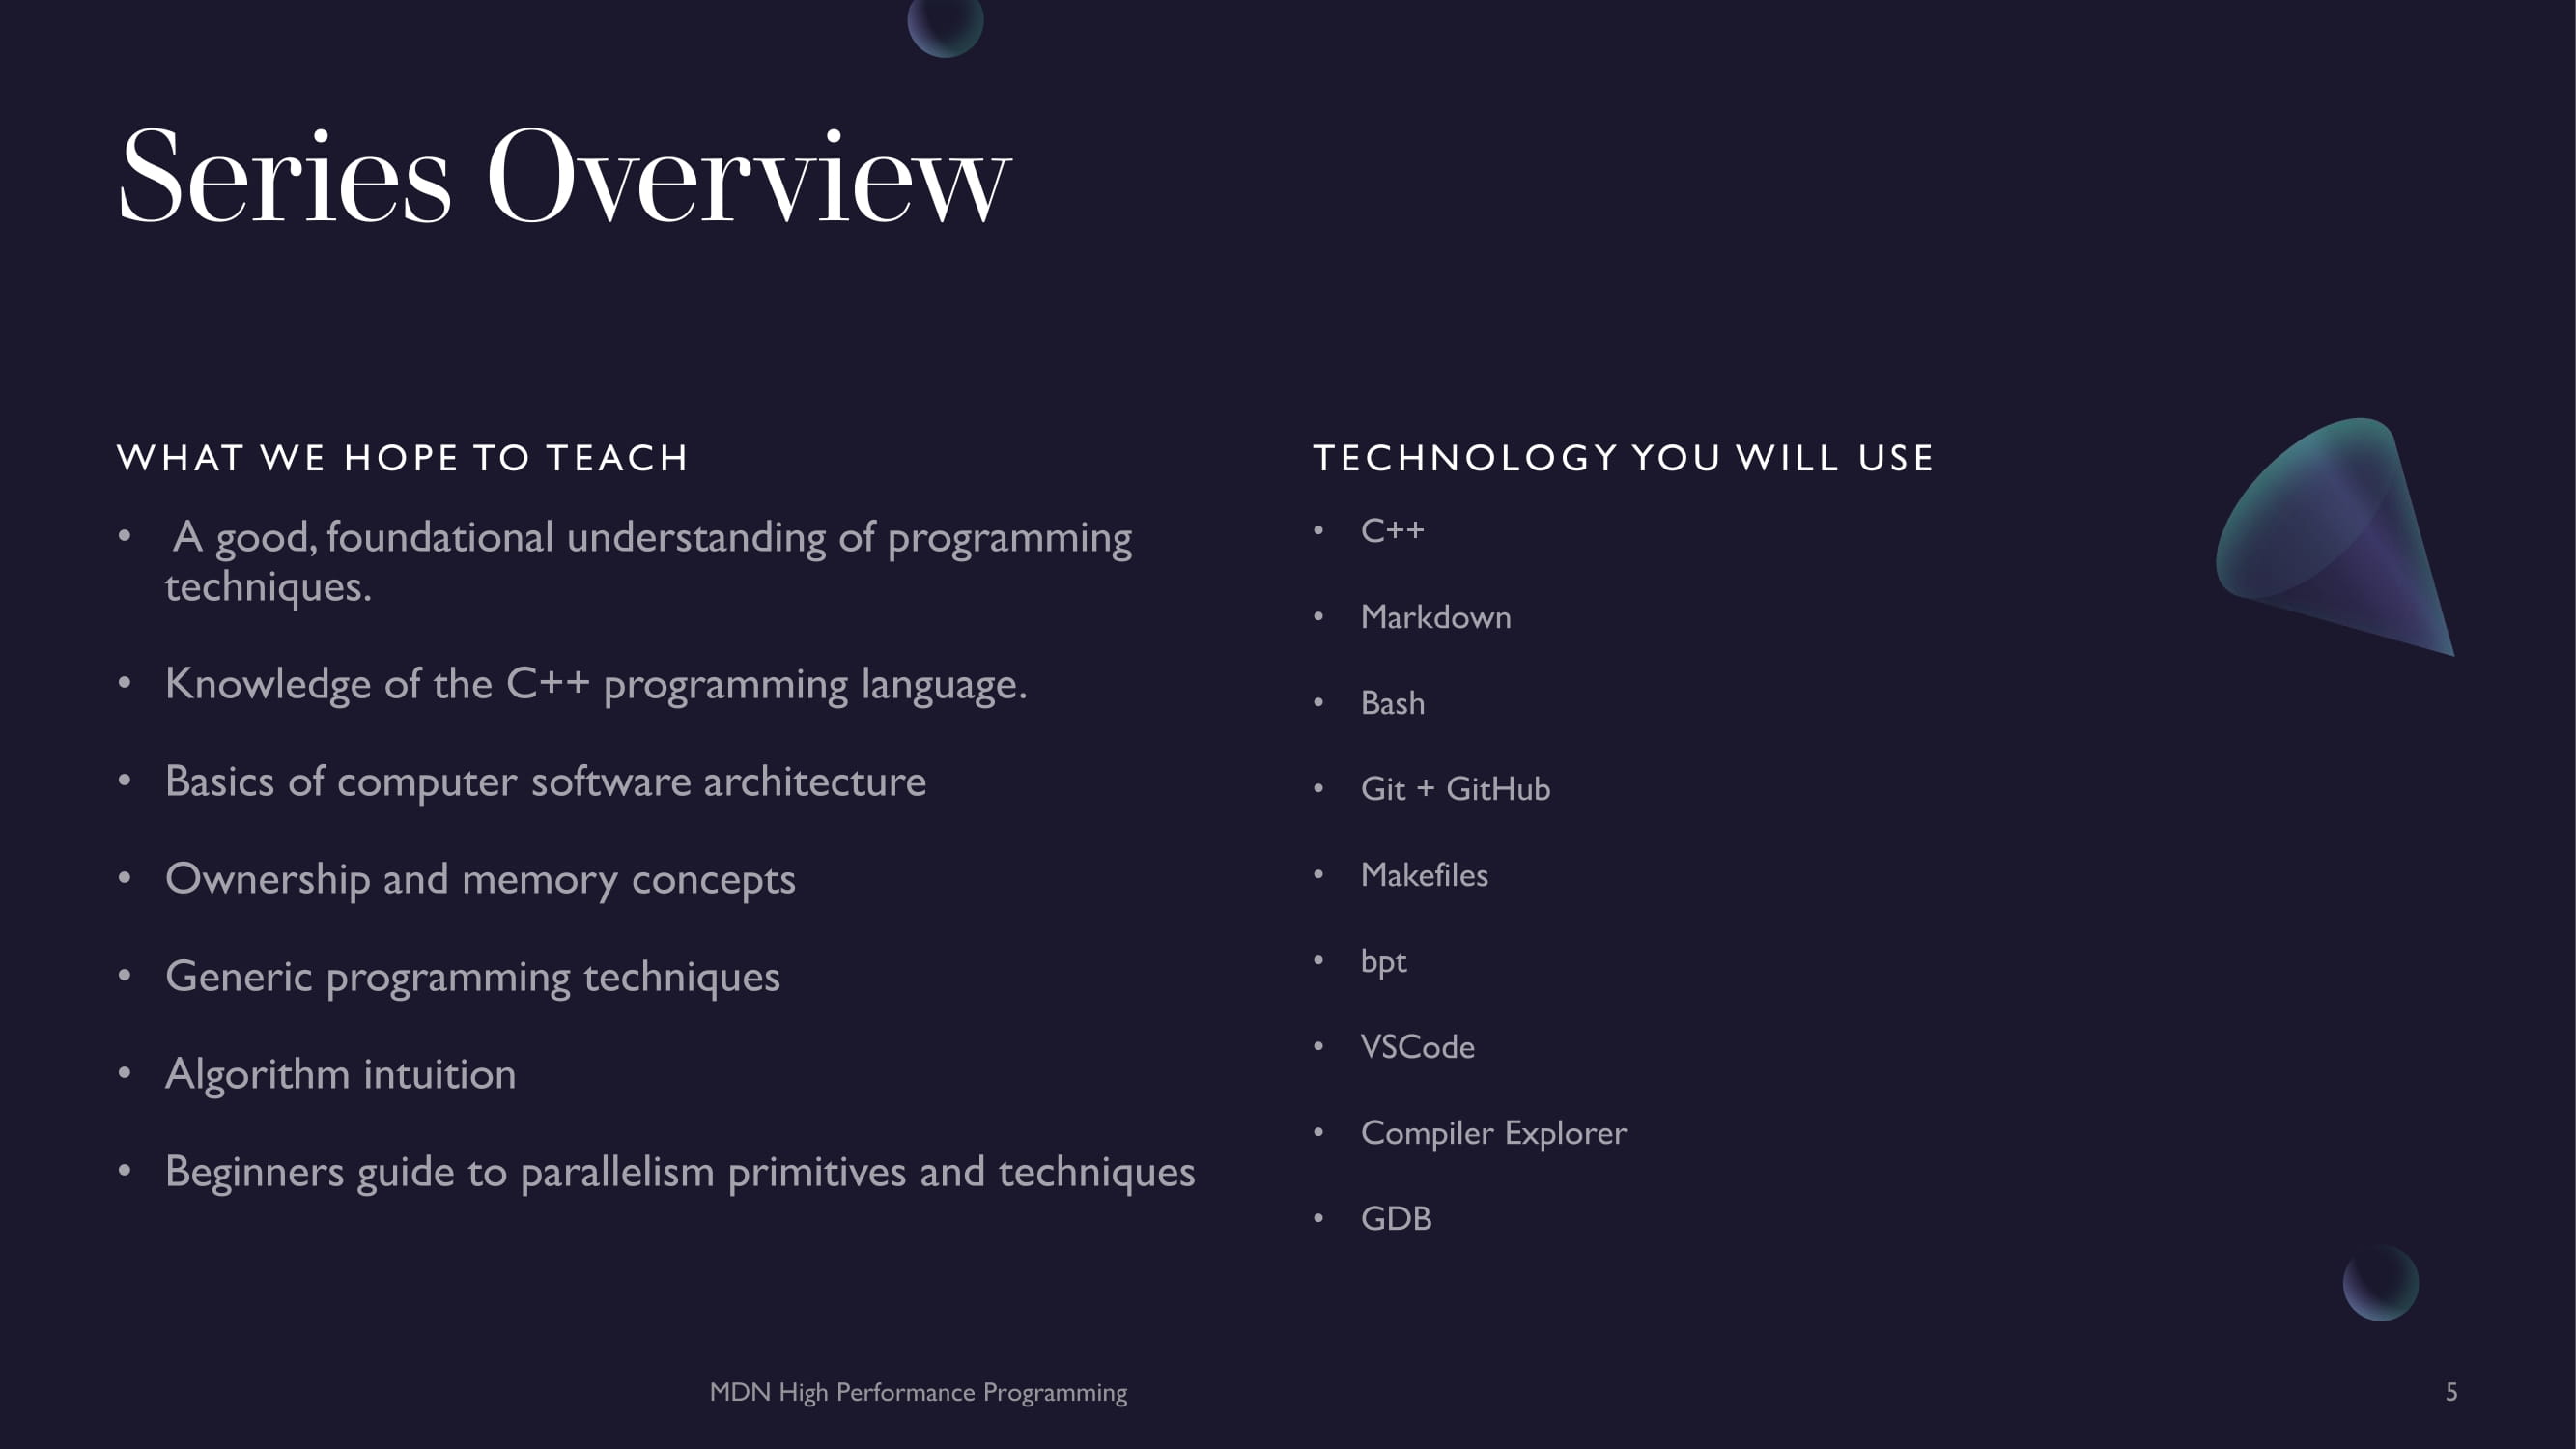 Series Overview
WHAT WE HOPE TO TEACH
• A good, foundational understanding of programming
techniques.
• Knowledge of the C++ programming language.
• Basics of computer software architecture
• Ownership and memory concepts
• Generic programming techniques
• Algorithm intuition
• Beginners guide to parallelism primitives and techniques
TECHNOLOGY YOU WILL USE
• C++
• Markdown
• Bash
• Git + GitHub
• Makefiles
• bpt
• VSCode
• Compiler Explorer
• GDB
MDN High Performance Programming
5